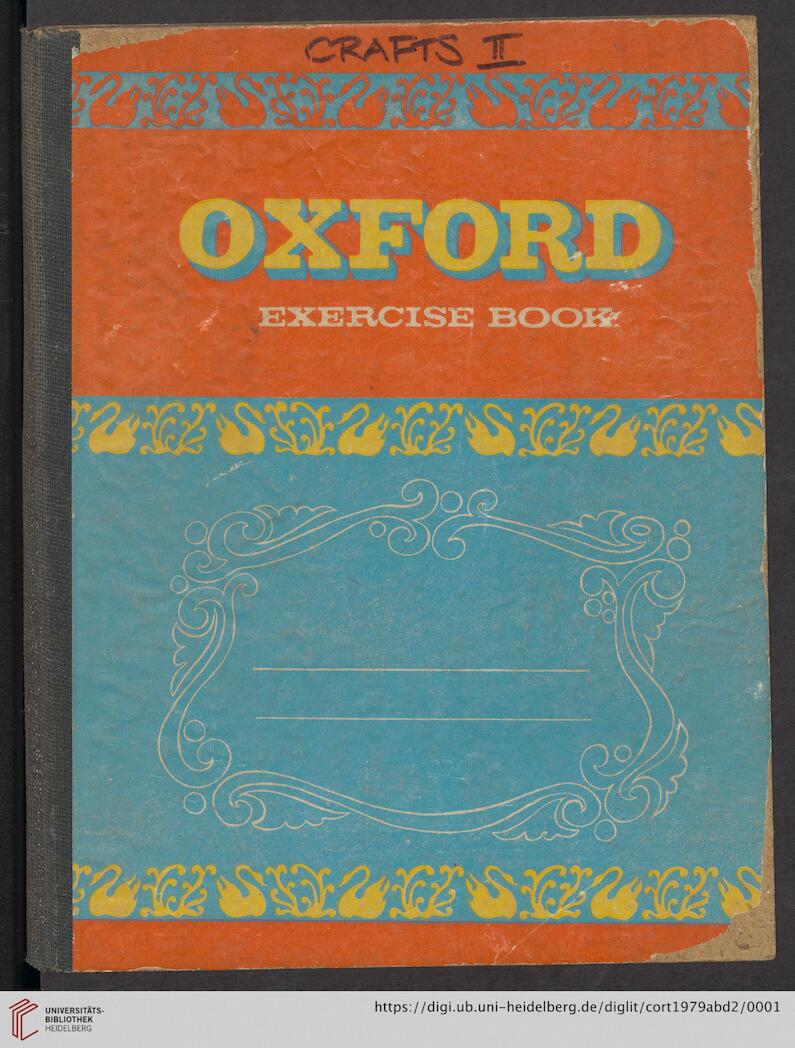 CRAFTS II
OXFORD
EXERCISE BOOK
UNIVERSITÄTS-
BIBLIOTHEK
HEIDELBERG
https://digi.ub.uni-heidelberg.de/diglit/cort1979abd2/0001